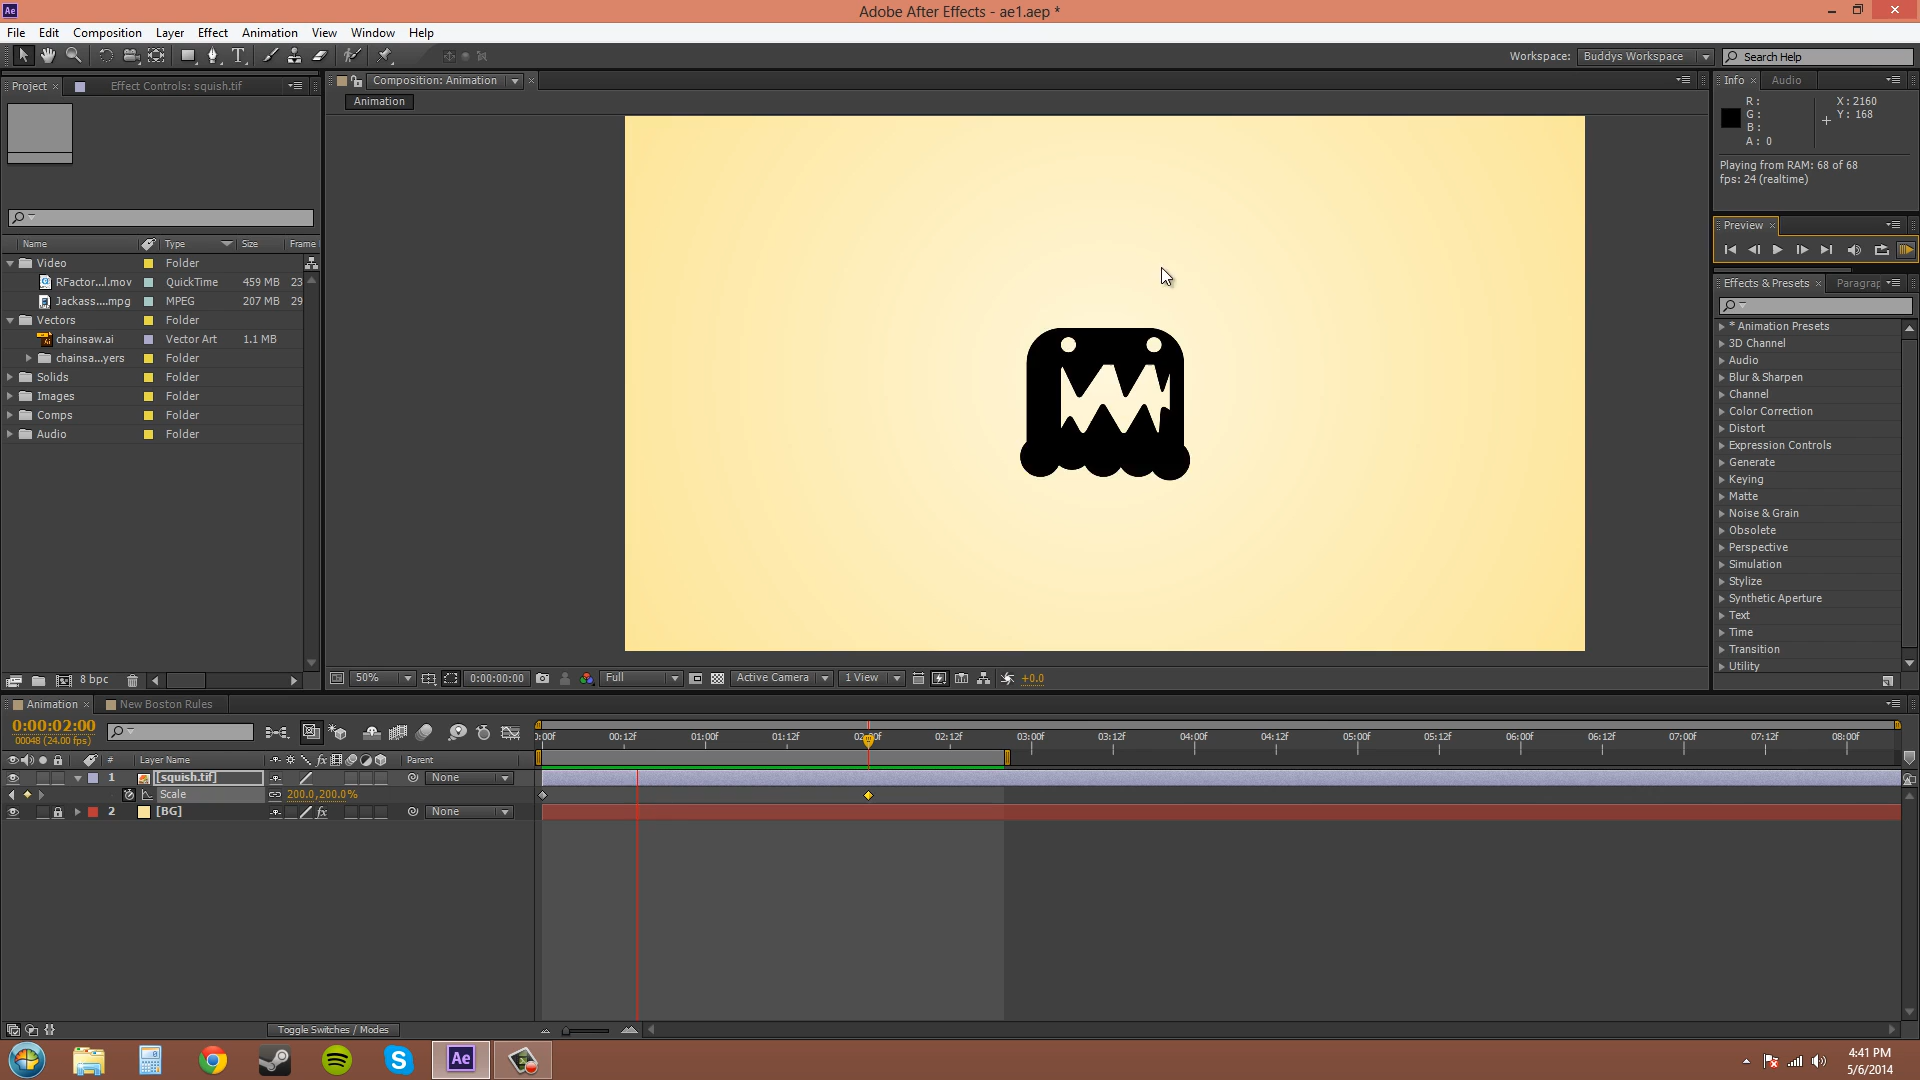 Ae
Adobe After Effects - ae1.aep *
File Edit Composition Layer Effect Animation View Window Help
T
Workspace: Buddys Workspace Search Help
Project Effect Controls: squish.tif
Composition: Animation
Animation
Info Audio
R :
G :
B :
A : 0
X : 2160
Y : 168
Playing from RAM: 68 of 68
fps: 24 (realtime)
Preview
Effects & Presets Paragrap
* Animation Presets
3D Channel
Audio
Blur & Sharpen
Channel
Color Correction
Distort
Expression Controls
Generate
Keying
Matte
Noise & Grain
Obsolete
Perspective
Simulation
Stylize
Synthetic Aperture
Text
Time
Transition
Utility
Name Type Size Frame
Video Folder
RFactor...l.mov QuickTime 459 MB 23
Jackass....mpg MPEG 207 MB 29
Vectors Folder
chainsaw.ai Vector Art 1.1 MB
chainsa...yers Folder
Solids Folder
Images Folder
Comps Folder
Audio Folder
8 bpc
50% 0:00:00:00 Full Active Camera 1 View +0.0
Animation New Boston Rules
0:00:02:00
00048 (24.00 fps)
):00f 00:12f 01:00f 01:12f 02:00f 02:12f 03:00f 03:12f 04:00f 04:12f 05:00f 05:12f 06:00f 06:12f 07:00f 07:12f 08:00f
# Layer Name fx Parent
1 [squish.tif] None
Scale 200.0,200.0%
2 [BG] fx None
Toggle Switches / Modes
Ae
4:41 PM
5/6/2014